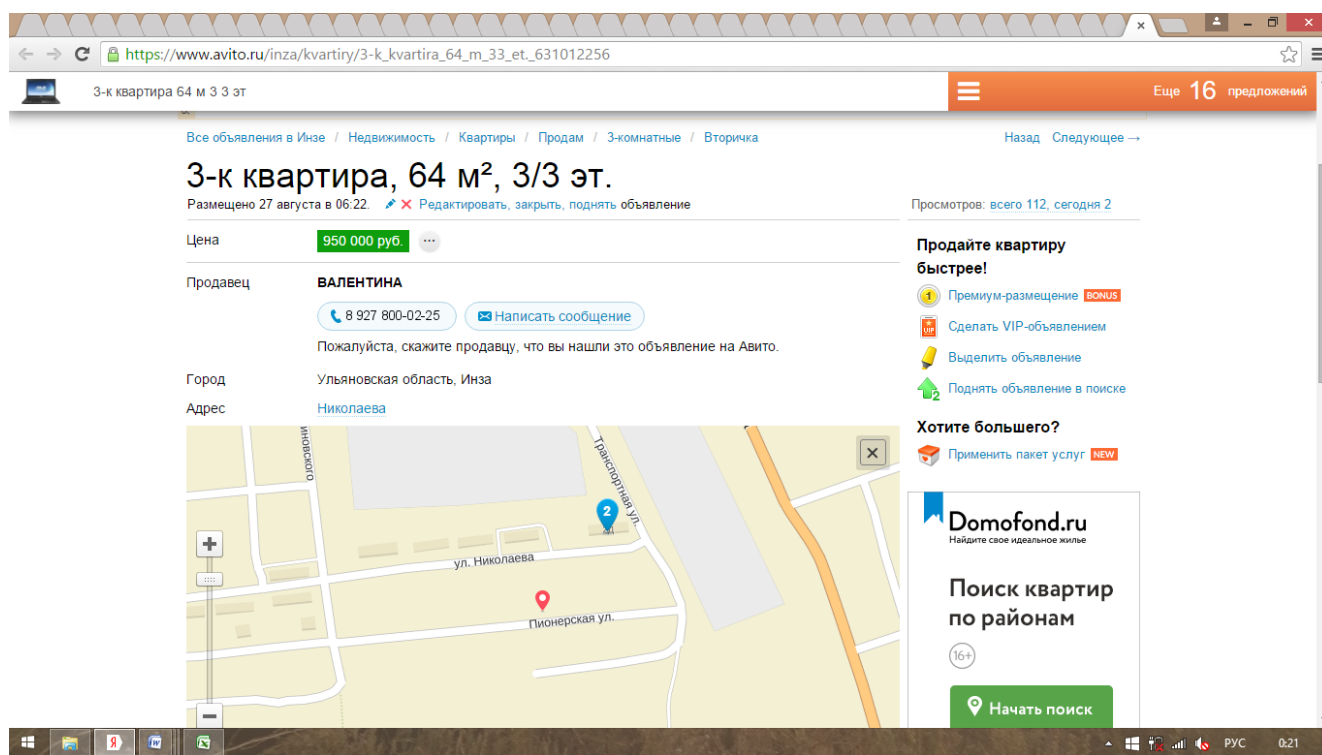 https://www.avito.ru/inza/kvartiry/3-k_kvartira_64_m_33_et._631012256
3-к квартира 64 м 3 3 эт
Еще 16 предложений
Все объявления в Инзе / Недвижимость / Квартиры / Продам / 3-комнатные / Вторичка
Назад Следующее →
3-к квартира, 64 м², 3/3 эт.
Размещено 27 августа в 06:22. Редактировать, закрыть, поднять объявление
Просмотров: всего 112, сегодня 2
Цена 950 000 руб. ...
Продавец ВАЛЕНТИНА
8 927 800-02-25 Написать сообщение
Пожалуйста, скажите продавцу, что вы нашли это объявление на Авито.
Город Ульяновская область, Инза
Адрес Николаева
иновского
Транспортная ул.
2
ул. Николаева
Пионерская ул.
Продайте квартиру
быстрее!
1 Премиум-размещение BONUS
VIP Сделать VIP-объявлением
Выделить объявление
2 Поднять объявление в поиске
Хотите большего?
Применить пакет услуг NEW
Domofond.ru
Найдите свое идеальное жилье
Поиск квартир
по районам
16+
Начать поиск
Я
W
X
РУС 0:21